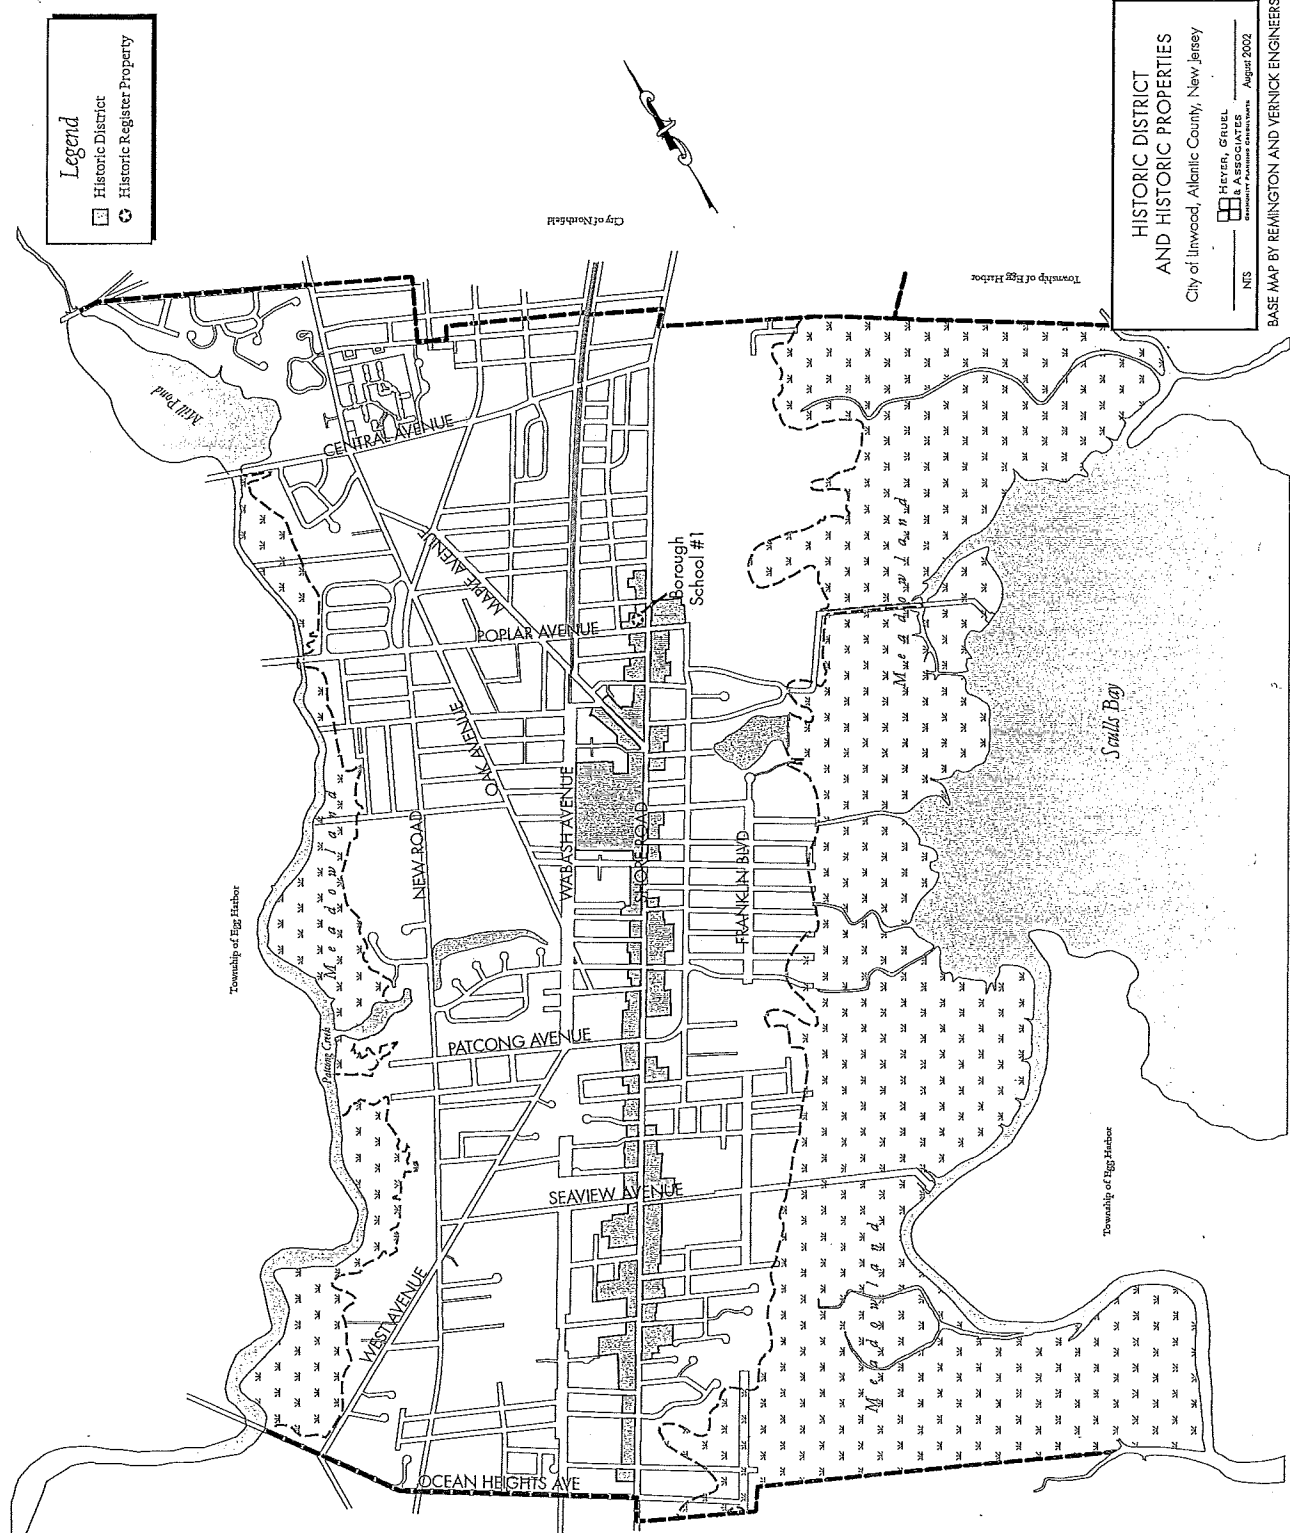 Legend
Historic District
Historic Register Property
HISTORIC DISTRICT
AND HISTORIC PROPERTIES
City of Linwood, Atlantic County, New Jersey
HEYER, GRUEL
& ASSOCIATES
COMMUNITY PLANNING CONSULTANTS
NTS
August 2002
BASE MAP BY REMINGTON AND VERNICK ENGINEERS
City of Northfield
Township of Egg Harbor
Mill Pond
CENTRAL AVENUE
MAPLE AVENUE
Borough
School #1
POPLAR AVENUE
OAK AVENUE
WABASH AVENUE
SHORE ROAD
NEW ROAD
FRANKLIN BLVD
Meadowland
Meadowland
Scull's Bay
Township of Egg Harbor
Patcong Creek
PATCONG AVENUE
SEAVIEW AVENUE
Township of Egg Harbor
WEST AVENUE
Meadowland
OCEAN HEIGHTS AVE